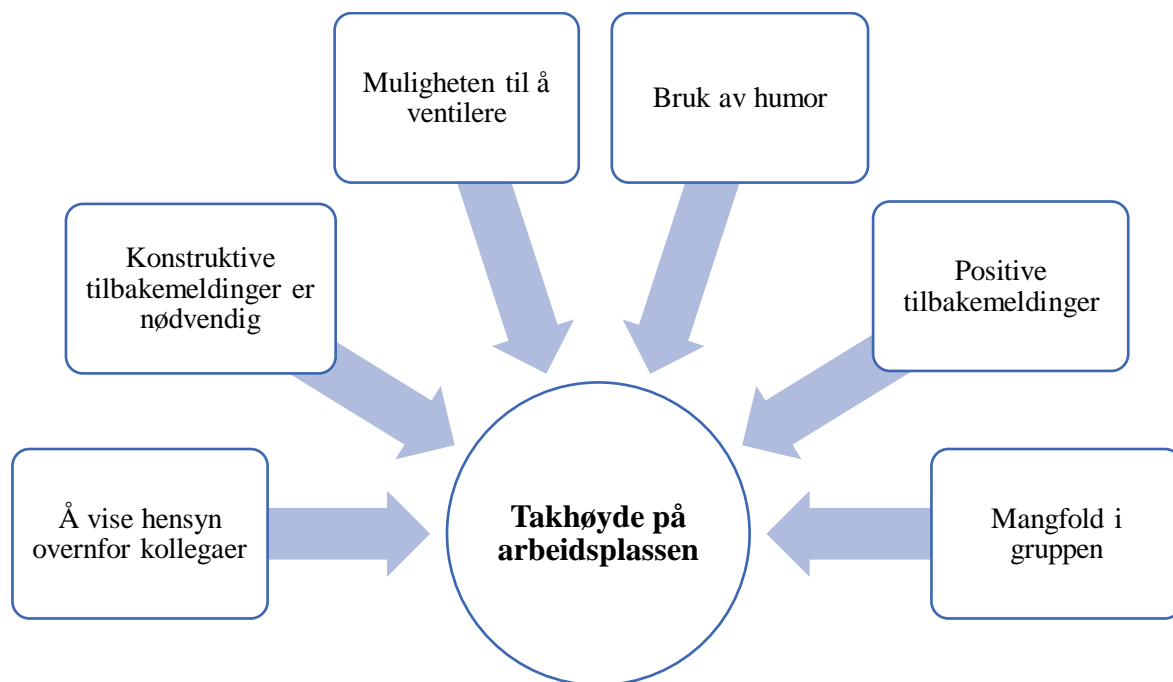 Muligheten til å
ventilere
Bruk av humor
Konstruktive
tilbakemeldinger er
nødvendig
Positive
tilbakemeldinger
Å vise hensyn
overnfor kollegaer
Takhøyde på
arbeidsplassen
Mangfold i
gruppen